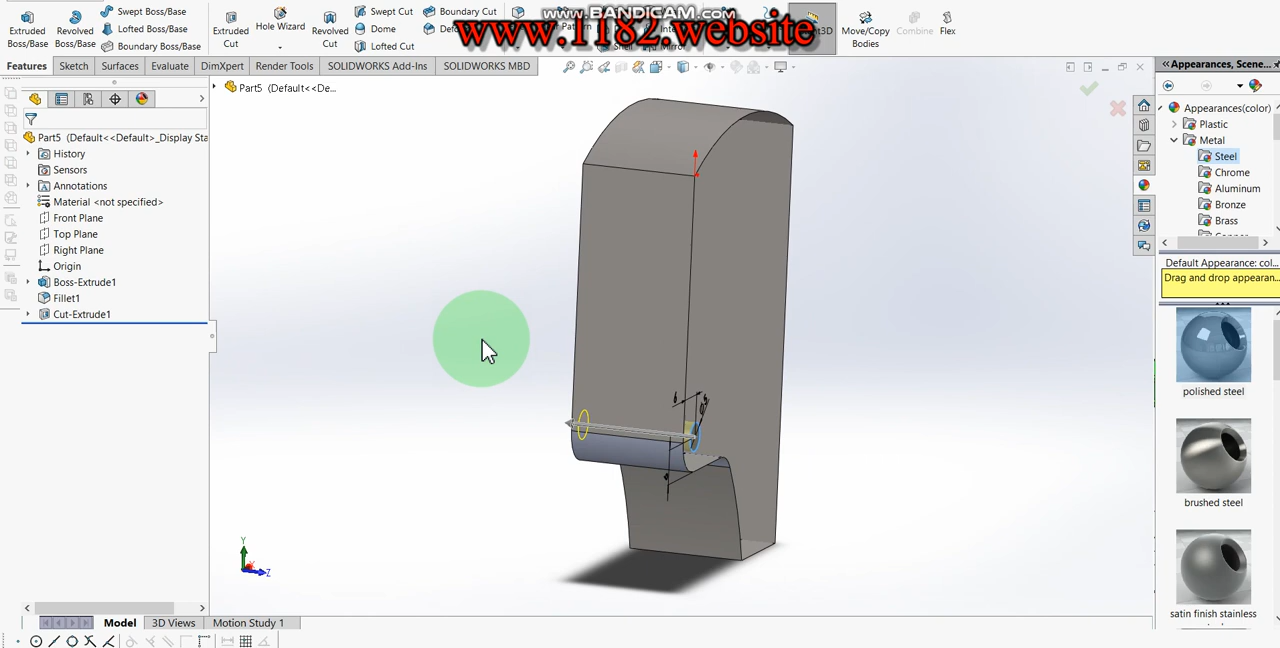 www.BANDICAM.com
www.1182.website
Extruded Boss/Base
Revolved Boss/Base
Swept Boss/Base
Lofted Boss/Base
Boundary Boss/Base
Extruded Cut
Hole Wizard
Revolved Cut
Swept Cut
Dome
Lofted Cut
Boundary Cut
Shell
Mirror
Move/Copy Bodies
Combine
Flex
Features
Sketch
Surfaces
Evaluate
DimXpert
Render Tools
SOLIDWORKS Add-Ins
SOLIDWORKS MBD
Part5 (Default<<De...
Part5 (Default<<Default>_Display Sta
History
Sensors
Annotations
Material <not specified>
Front Plane
Top Plane
Right Plane
Origin
Boss-Extrude1
Fillet1
Cut-Extrude1
Y
Z
Model
3D Views
Motion Study 1
Appearances, Scene...
Appearances(color)
Plastic
Metal
Steel
Chrome
Aluminum
Bronze
Brass
Default Appearance: col...
Drag and drop appearan...
polished steel
brushed steel
satin finish stainless